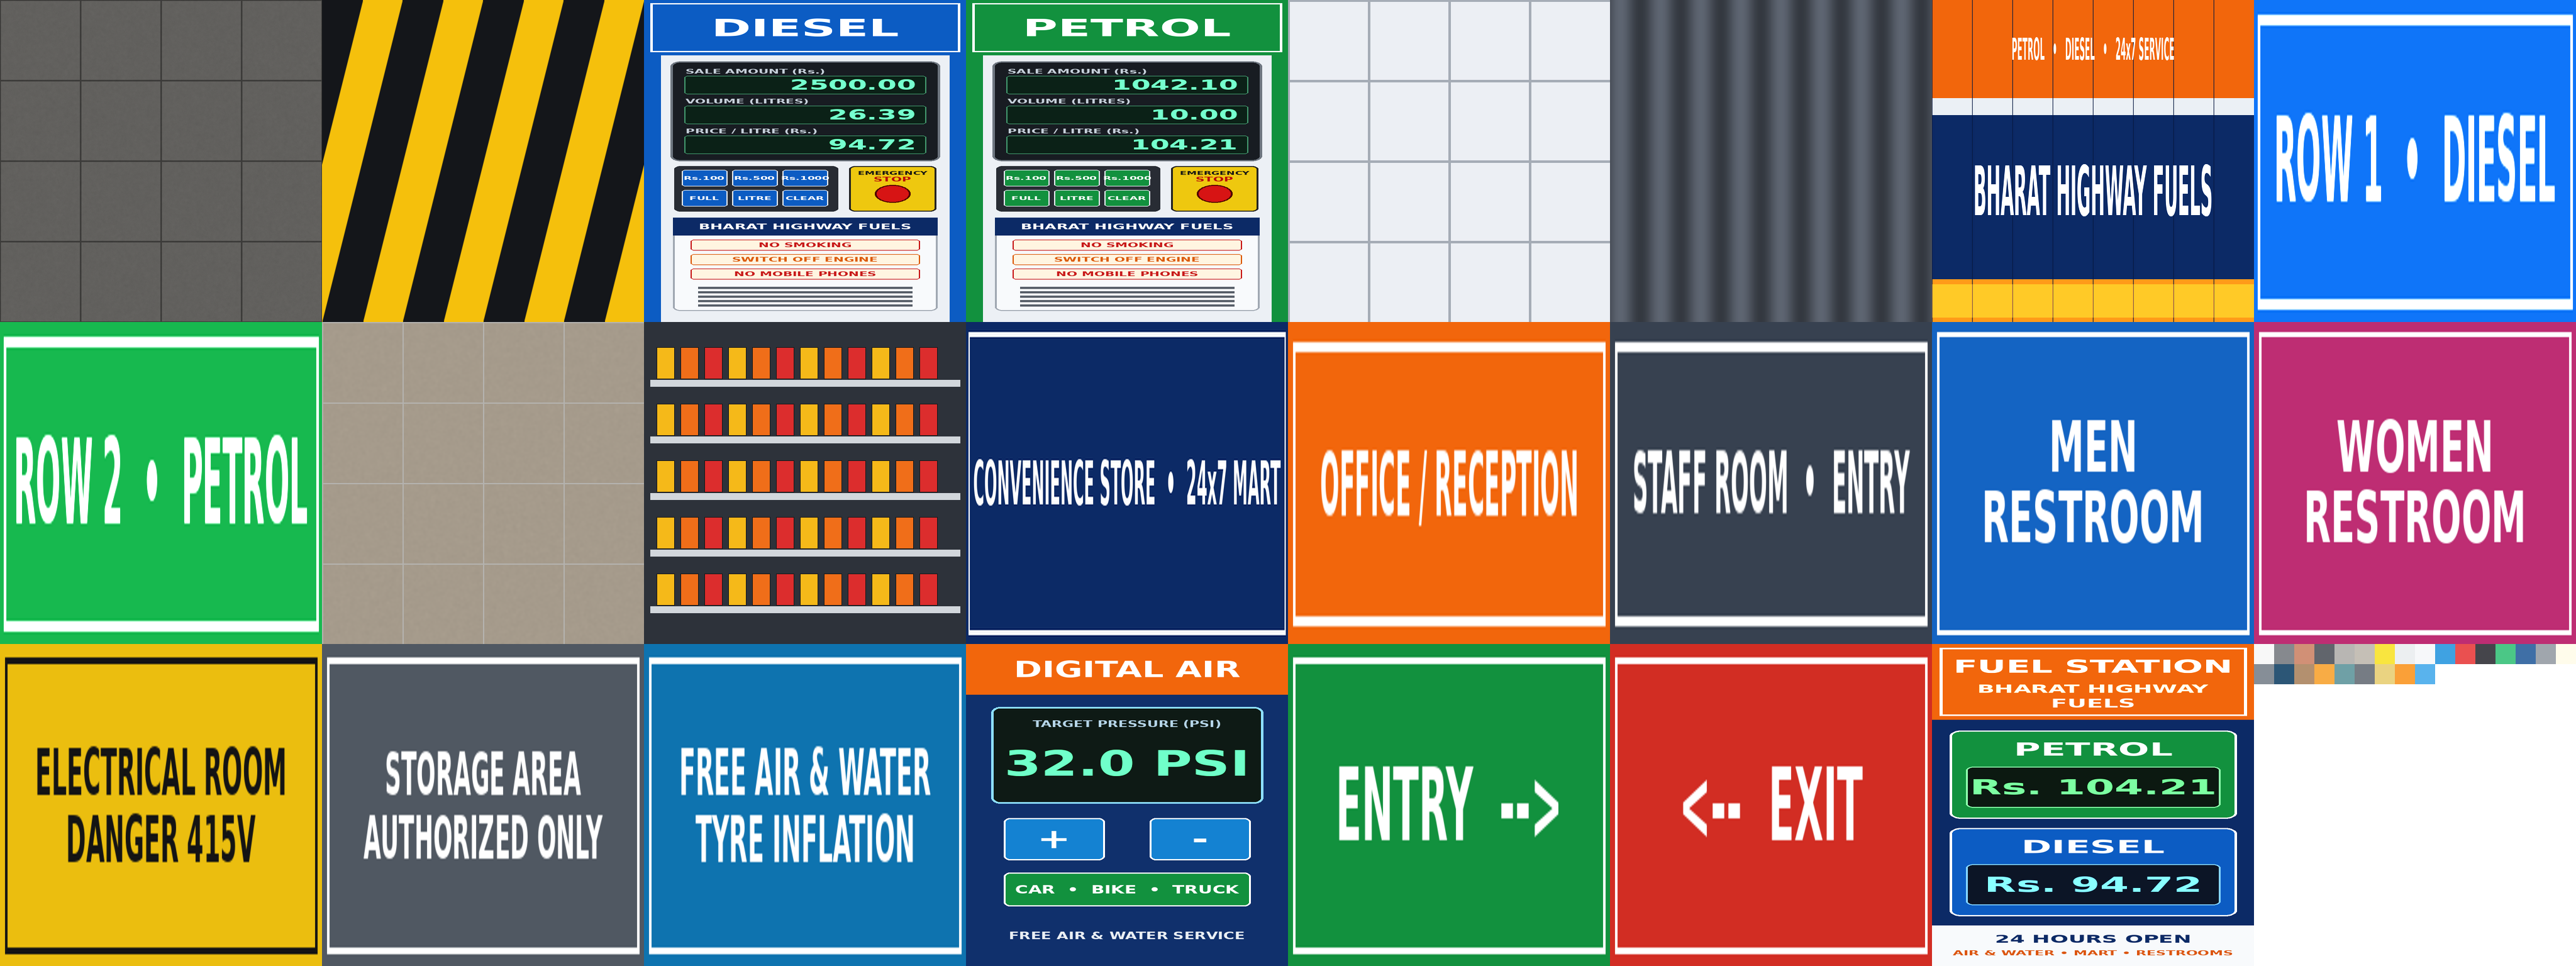 DIESEL
SALE AMOUNT (Rs.)
2500.00
VOLUME (LITRES)
26.39
PRICE / LITRE (Rs.)
94.72
Rs.100 Rs.500 Rs.1000
FULL LITRE CLEAR
EMERGENCY
STOP
BHARAT HIGHWAY FUELS
NO SMOKING
SWITCH OFF ENGINE
NO MOBILE PHONES
PETROL
SALE AMOUNT (Rs.)
1042.10
VOLUME (LITRES)
10.00
PRICE / LITRE (Rs.)
104.21
Rs.100 Rs.500 Rs.1000
FULL LITRE CLEAR
EMERGENCY
STOP
BHARAT HIGHWAY FUELS
NO SMOKING
SWITCH OFF ENGINE
NO MOBILE PHONES
PETROL • DIESEL • 24x7 SERVICE
BHARAT HIGHWAY FUELS
ROW 1 • DIESEL
ROW 2 • PETROL
CONVENIENCE STORE • 24x7 MART
OFFICE / RECEPTION
STAFF ROOM • ENTRY
MEN
RESTROOM
WOMEN
RESTROOM
ELECTRICAL ROOM
DANGER 415V
STORAGE AREA
AUTHORIZED ONLY
FREE AIR & WATER
TYRE INFLATION
DIGITAL AIR
TARGET PRESSURE (PSI)
32.0 PSI
+ -
CAR • BIKE • TRUCK
FREE AIR & WATER SERVICE
ENTRY -->
<-- EXIT
FUEL STATION
BHARAT HIGHWAY
FUELS
PETROL
Rs. 104.21
DIESEL
Rs. 94.72
24 HOURS OPEN
AIR & WATER • MART • RESTROOMS